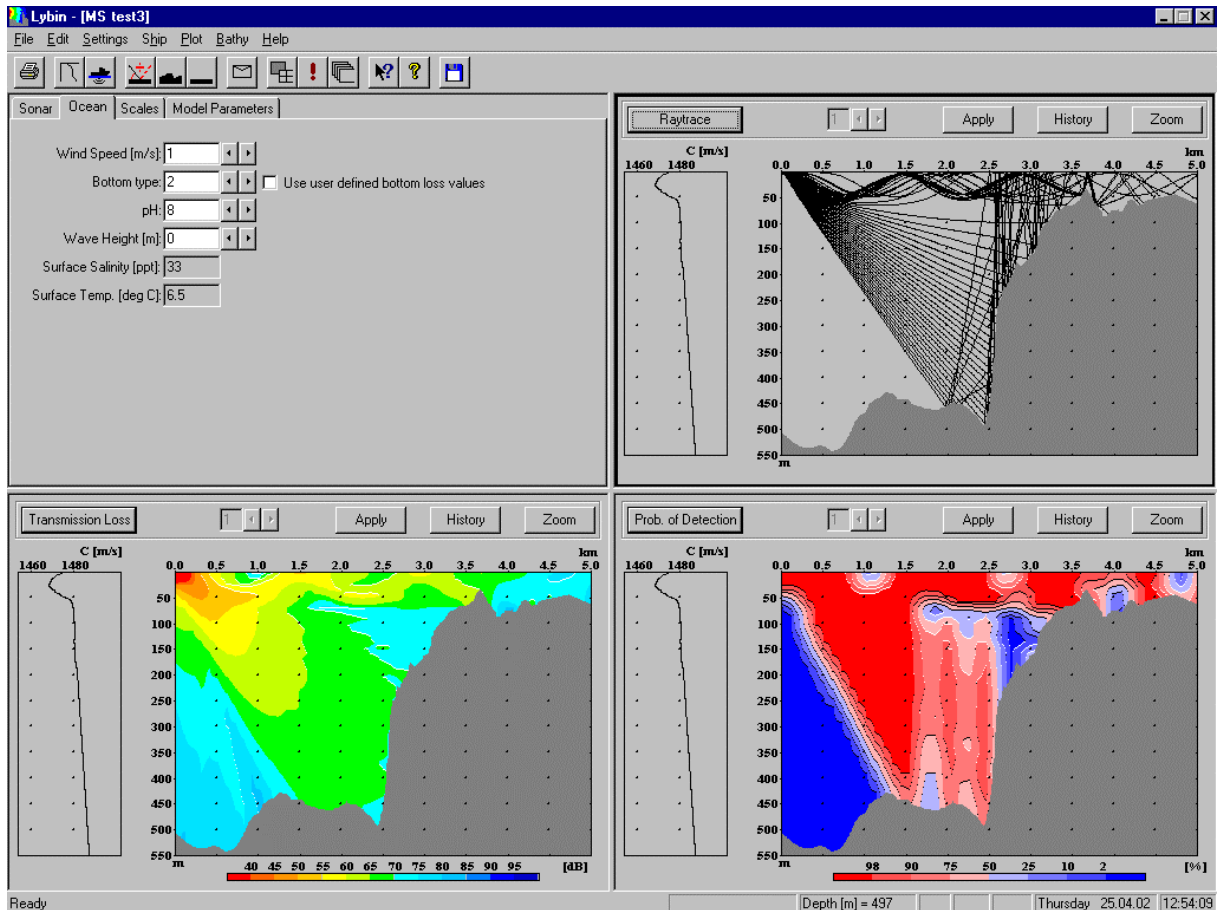 Lybin - [MS test3]
File Edit Settings Ship Plot Bathy Help
Sonar Ocean Scales Model Parameters
Wind Speed [m/s]: 1
Bottom type: 2 Use user defined bottom loss values
pH: 8
Wave Height [m]: 0
Surface Salinity [ppt]: 33
Surface Temp. [deg C]: 6.5
Raytrace 1 Apply History Zoom
C [m/s] km
1460 1480 0.0 0.5 1.0 1.5 2.0 2.5 3.0 3.5 4.0 4.5 5.0
50
100
150
200
250
300
350
400
450
500
550
m
Transmission Loss 1 Apply History Zoom
C [m/s] km
1460 1480 0.0 0.5 1.0 1.5 2.0 2.5 3.0 3.5 4.0 4.5 5.0
50
100
150
200
250
300
350
400
450
500
550
m
40 45 50 55 60 65 70 75 80 85 90 95 [dB]
Prob. of Detection 1 Apply History Zoom
C [m/s] km
1460 1480 0.0 0.5 1.0 1.5 2.0 2.5 3.0 3.5 4.0 4.5 5.0
50
100
150
200
250
300
350
400
450
500
550
m
98 90 75 50 25 10 2 [%]
Ready Depth [m] = 497 Thursday 25.04.02 12:54:09